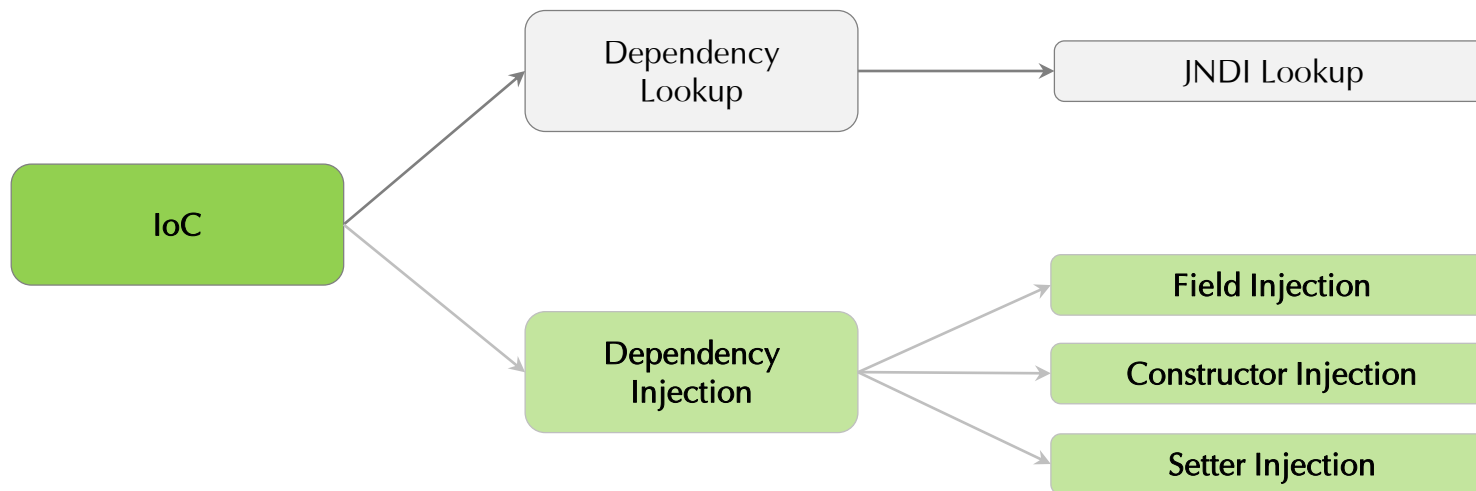 Dependency
Lookup
JNDI Lookup
IoC
Field Injection
Dependency
Injection
Constructor Injection
Setter Injection